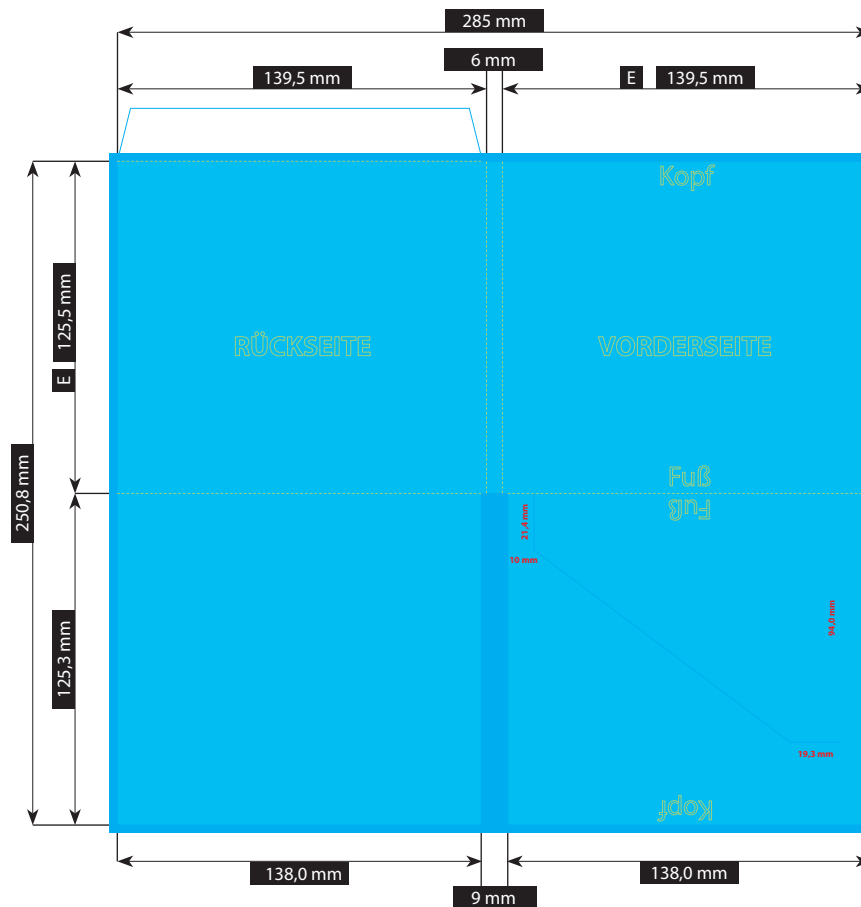 285 mm
6 mm
139,5 mm
E 139,5 mm
Kopf
125,5 mm
E
RÜCKSEITE
VORDERSEITE
250,8 mm
Fuß
Fuß
21,4 mm
10 mm
94,0 mm
125,3 mm
19,3 mm
Kopf
138,0 mm
138,0 mm
9 mm